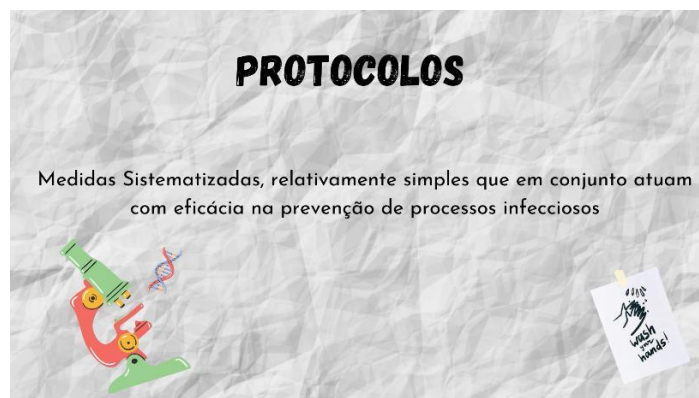 PROTOCOLOS
Medidas Sistematizadas, relativamente simples que em conjunto atuam
com eficácia na prevenção de processos infecciosos
wash
your
hands!